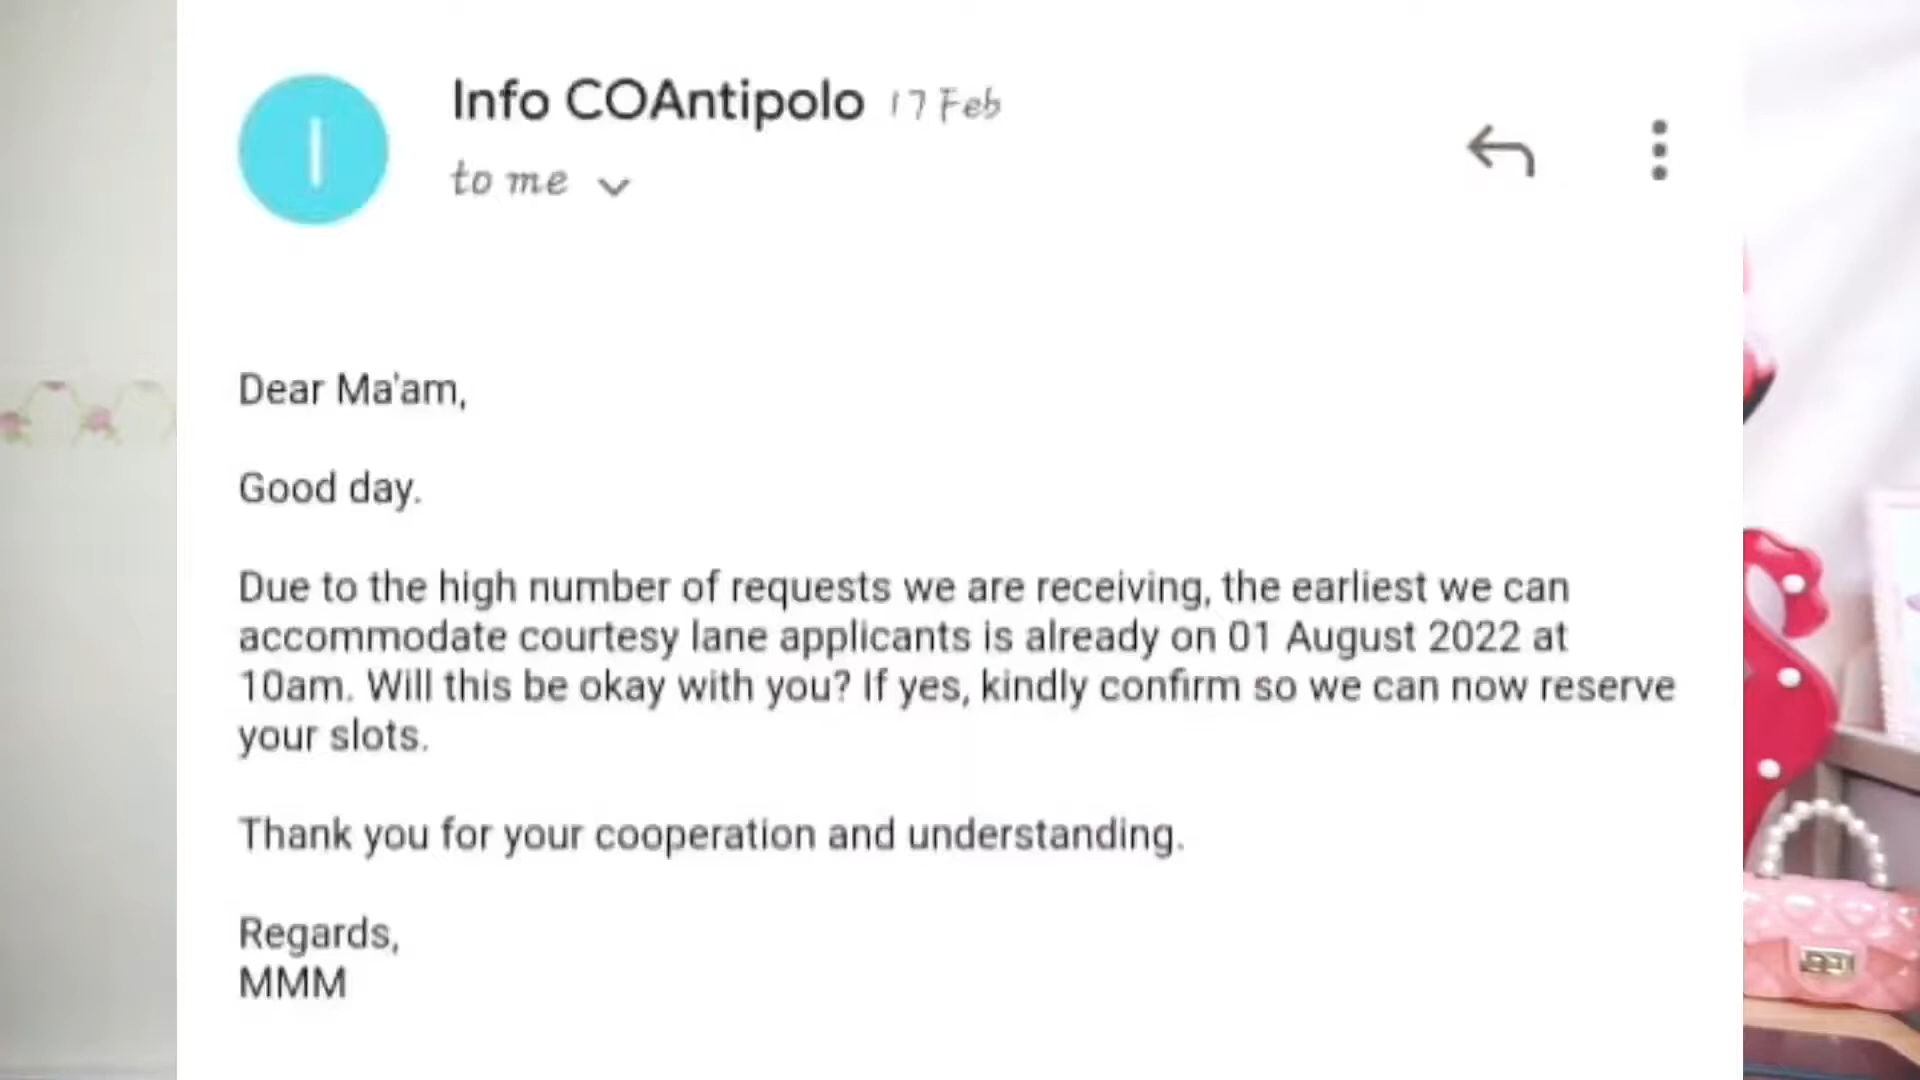 I
Info COAntipolo 17 Feb
to me
Dear Ma'am,
Good day.
Due to the high number of requests we are receiving, the earliest we can
accommodate courtesy lane applicants is already on 01 August 2022 at
10am. Will this be okay with you? If yes, kindly confirm so we can now reserve
your slots.
Thank you for your cooperation and understanding.
Regards,
MMM